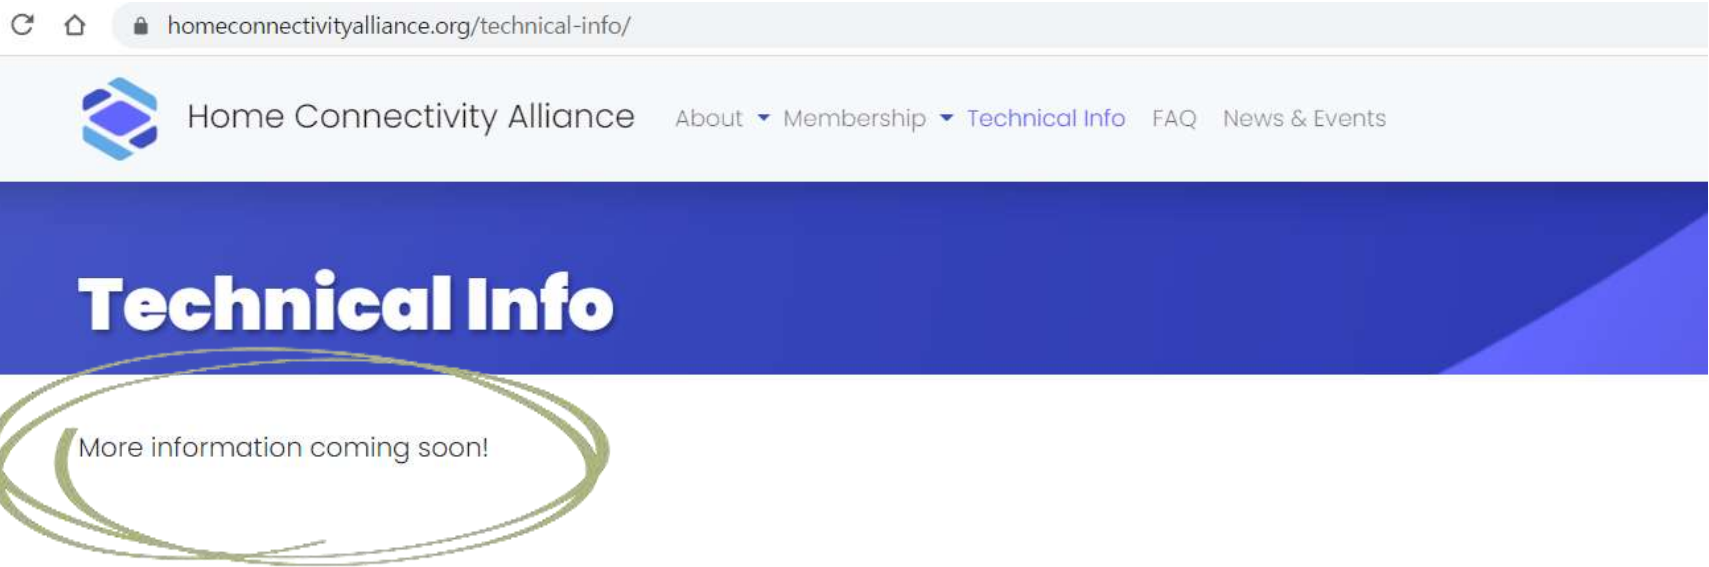 homeconnectivityalliance.org/technical-info/
Home Connectivity Alliance About Membership Technical Info FAQ News & Events
Technical Info
More information coming soon!